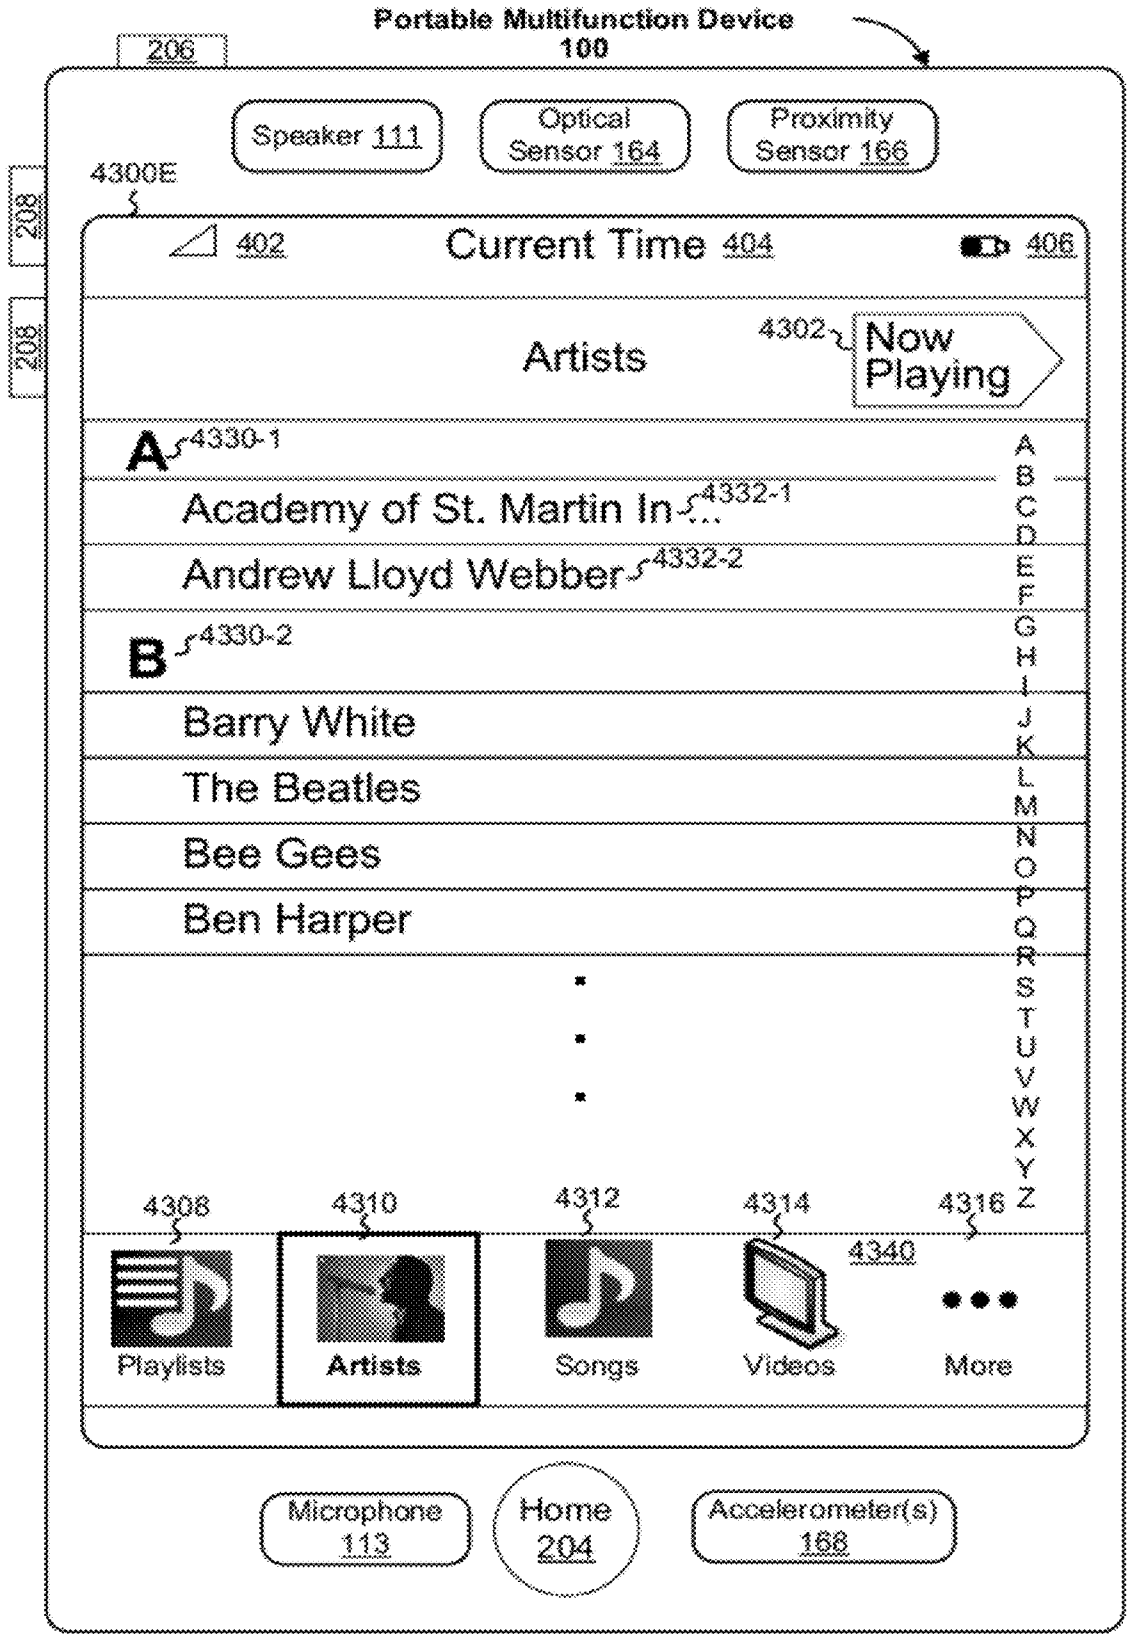 Portable Multifunction Device
100
206
Speaker 111
Optical
Sensor 164
Proximity
Sensor 166
4300E
208
208
402
Current Time 404
406
Artists
4302
Now
Playing
A
4330-1
Academy of St. Martin In ...
4332-1
Andrew Lloyd Webber
4332-2
B
4330-2
Barry White
The Beatles
Bee Gees
Ben Harper
A
B
C
D
E
F
G
H
I
J
K
L
M
N
O
P
Q
R
S
T
U
V
W
X
Y
Z
4308
4310
4312
4314
4316
4340
Playlists
Artists
Songs
Videos
More
Microphone
113
Home
204
Accelerometer(s)
168